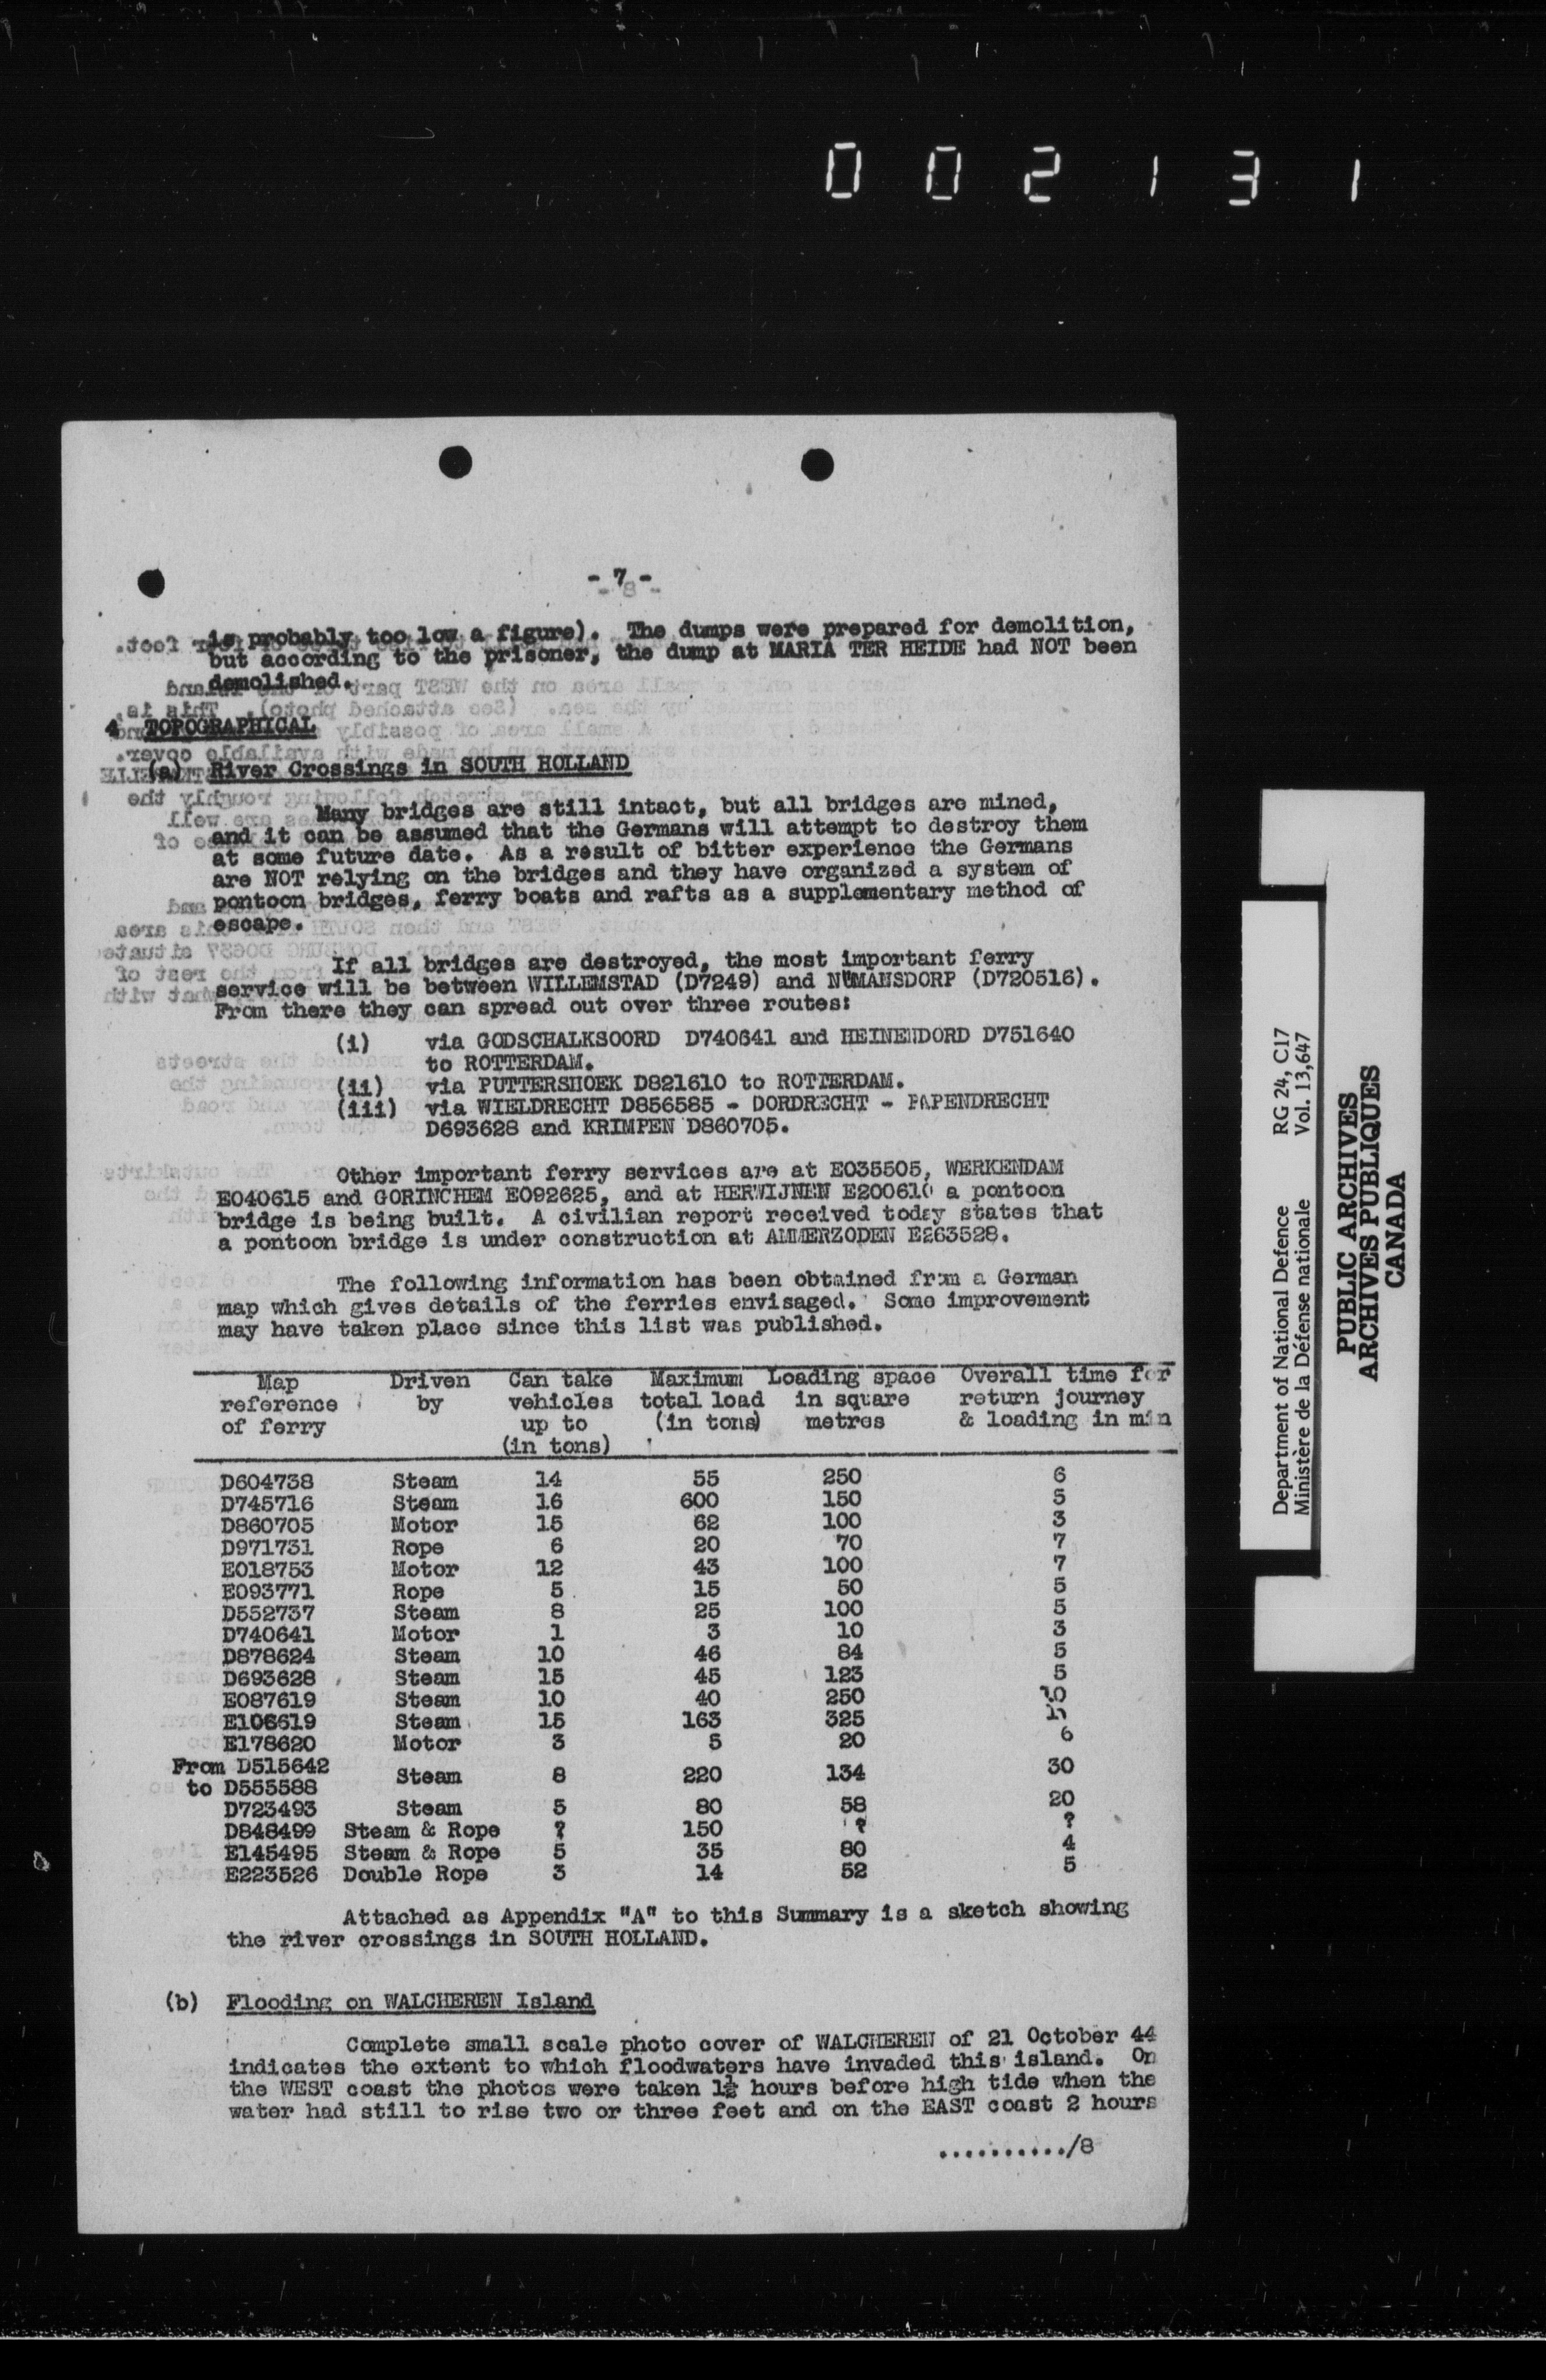 0 0 2 1 3 1
- 7 -
is probably too low a figure). The dumps were prepared for demolition,
but according to the prisoner, the dump at MARIA TER HEIDE had NOT been
demolished.
4 TOPOGRAPHICAL
(a) River Crossings in SOUTH HOLLAND
Many bridges are still intact, but all bridges are mined,
and it can be assumed that the Germans will attempt to destroy them
at some future date. As a result of bitter experience the Germans
are NOT relying on the bridges and they have organized a system of
pontoon bridges, ferry boats and rafts as a supplementary method of
escape.
If all bridges are destroyed, the most important ferry
service will be between WILLEMSTAD (D7249) and NUMANSDORP (D720516).
From there they can spread out over three routes:
(i) via GODSCHALKSOORD D740641 and HEINENDORD D751640
to ROTTERDAM.
(ii) via PUTTERSHOEK D821610 to ROTTERDAM.
(iii) via WIELDRECHT D856585 - DORDRECHT - PAPENDRECHT
D693628 and KRIMPEN D860705.
Other important ferry services are at E035505, WERKENDAM
E040615 and GORINCHEM E092625, and at HERWIJNEN E200610 a pontoon
bridge is being built. A civilian report received today states that
a pontoon bridge is under construction at AMMERZODEN E263528.
The following information has been obtained from a German
map which gives details of the ferries envisaged. Some improvement
may have taken place since this list was published.
Map Driven Can take Maximum Loading space Overall time for
reference by vehicles total load in square return journey
of ferry up to (in tons) metres & loading in min
(in tons)
D604738 Steam 14 55 250 6
D745716 Steam 16 600 150 5
D860705 Motor 15 62 100 3
D971731 Rope 6 20 70 7
E018753 Motor 12 43 100 7
E093771 Rope 5 15 50 5
D552737 Steam 8 25 100 5
D740641 Motor 1 3 10 3
D878624 Steam 10 46 84 5
D693628 Steam 15 45 123 5
E087619 Steam 10 40 250
E106619 Steam 15 163 325
E178620 Motor 3 5 20 6
From D515642
to D555588 Steam 8 220 134 30
D723493 Steam 5 80 58 20
D848499 Steam & Rope ? 150 ? ?
E145495 Steam & Rope 5 35 80 4
E223526 Double Rope 3 14 52 5
Attached as Appendix "A" to this Summary is a sketch showing
the river crossings in SOUTH HOLLAND.
(b) Flooding on WALCHEREN Island
Complete small scale photo cover of WALCHEREN of 21 October 44
indicates the extent to which floodwaters have invaded this island. On
the WEST coast the photos were taken 1½ hours before high tide when the
water had still to rise two or three feet and on the EAST coast 2 hours
........../8
Department of National Defence RG 24, C17
Ministère de la Défense nationale Vol. 13,647
PUBLIC ARCHIVES
ARCHIVES PUBLIQUES
CANADA